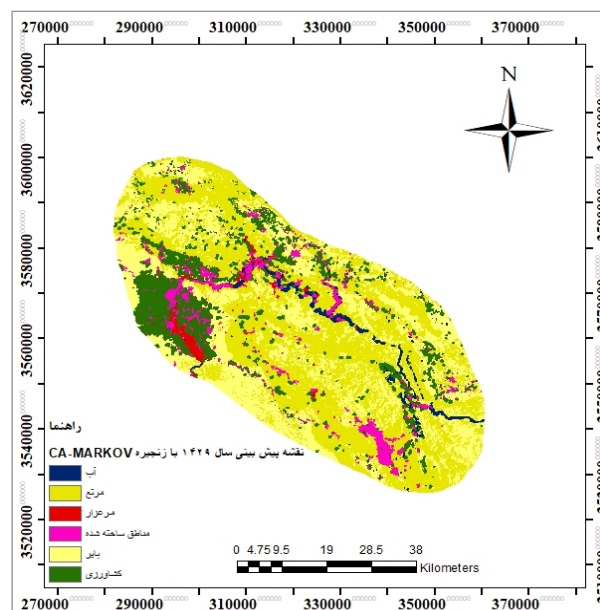 2700000 290000 310000 330000 350000 370000
N
3620000
3600000
3580000
3560000
3540000
3520000
راهنما
نقشه پیش بینی سال ۱۴۲۹ با زنجیره CA-MARKOV
آب
مرتع
مرغزار
مناطق ساخته شده
بایر
کشاورزی
0 4.75 9.5 19 28.5 38
Kilometers
2700000 290000 310000 330000 350000 370000